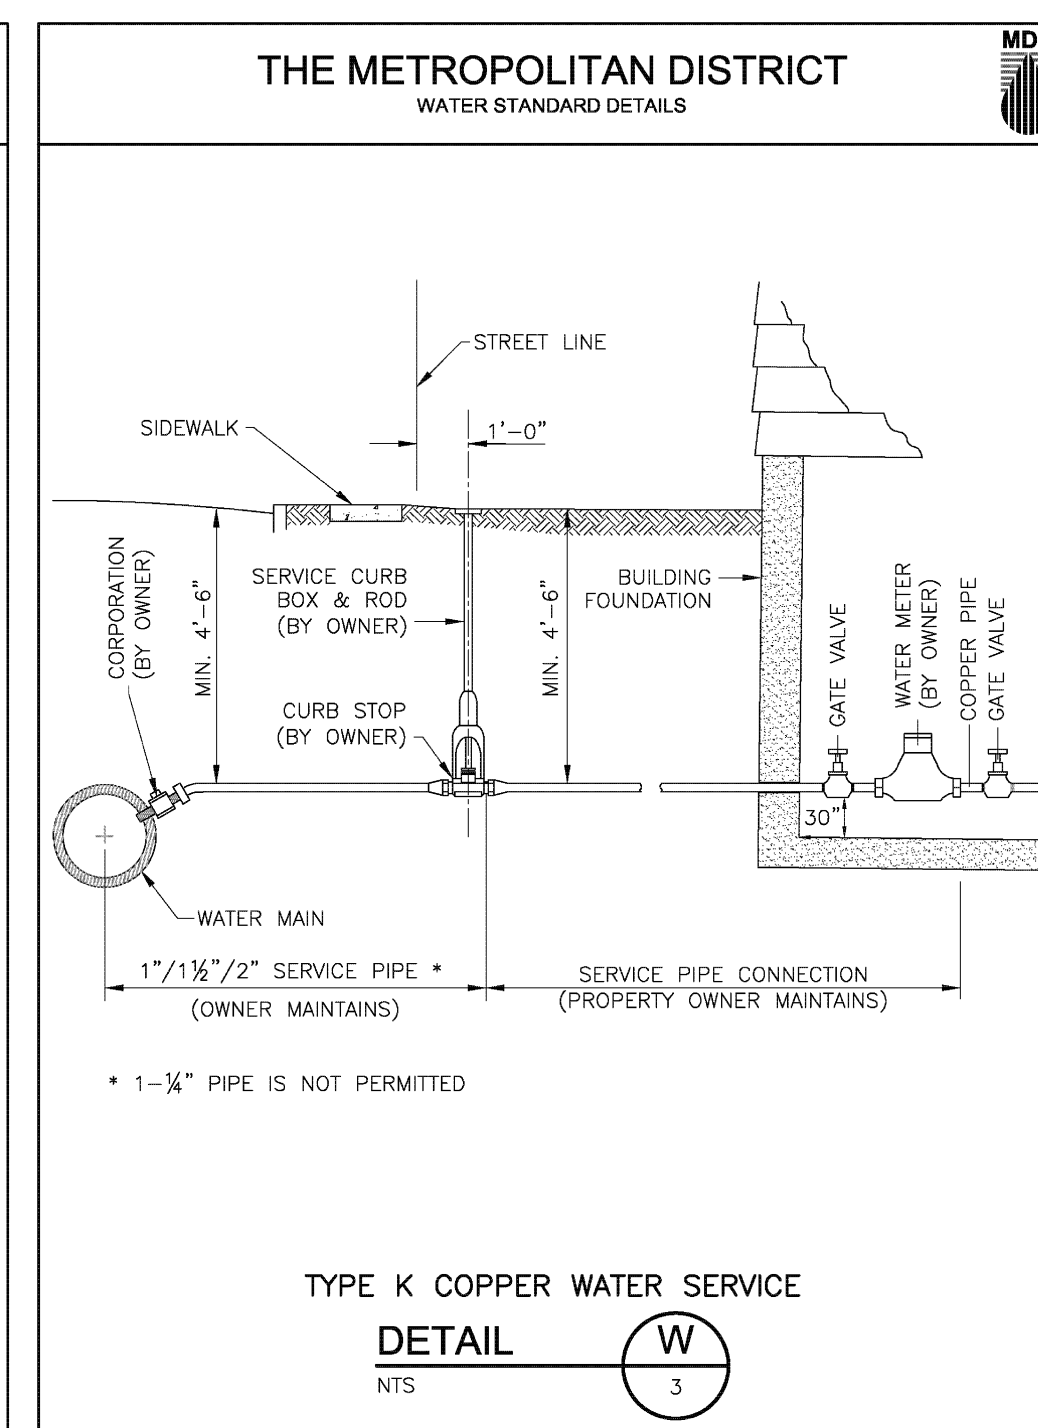 THE METROPOLITAN DISTRICT
WATER STANDARD DETAILS
MD
STREET LINE
SIDEWALK
1'-0"
CORPORATION
(BY OWNER)
MIN. 4'-6"
SERVICE CURB
BOX & ROD
(BY OWNER)
MIN. 4'-6"
BUILDING
FOUNDATION
GATE VALVE
WATER METER
(BY OWNER)
COPPER PIPE
GATE VALVE
CURB STOP
(BY OWNER)
30"
WATER MAIN
1"/1½"/2" SERVICE PIPE *
(OWNER MAINTAINS)
SERVICE PIPE CONNECTION
(PROPERTY OWNER MAINTAINS)
* 1-¼" PIPE IS NOT PERMITTED
TYPE K COPPER WATER SERVICE
DETAIL
W
NTS
3